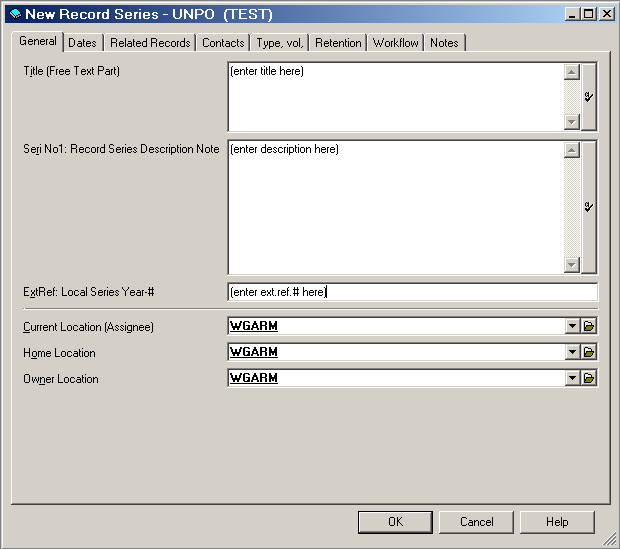 New Record Series - UNPO (TEST)
General Dates Related Records Contacts Type, vol, Retention Workflow Notes
Title (Free Text Part) (enter title here)
Seri No1: Record Series Description Note (enter description here)
ExtRef: Local Series Year-# (enter ext.ref.# here)
Current Location (Assignee) WGARM
Home Location WGARM
Owner Location WGARM
OK Cancel Help